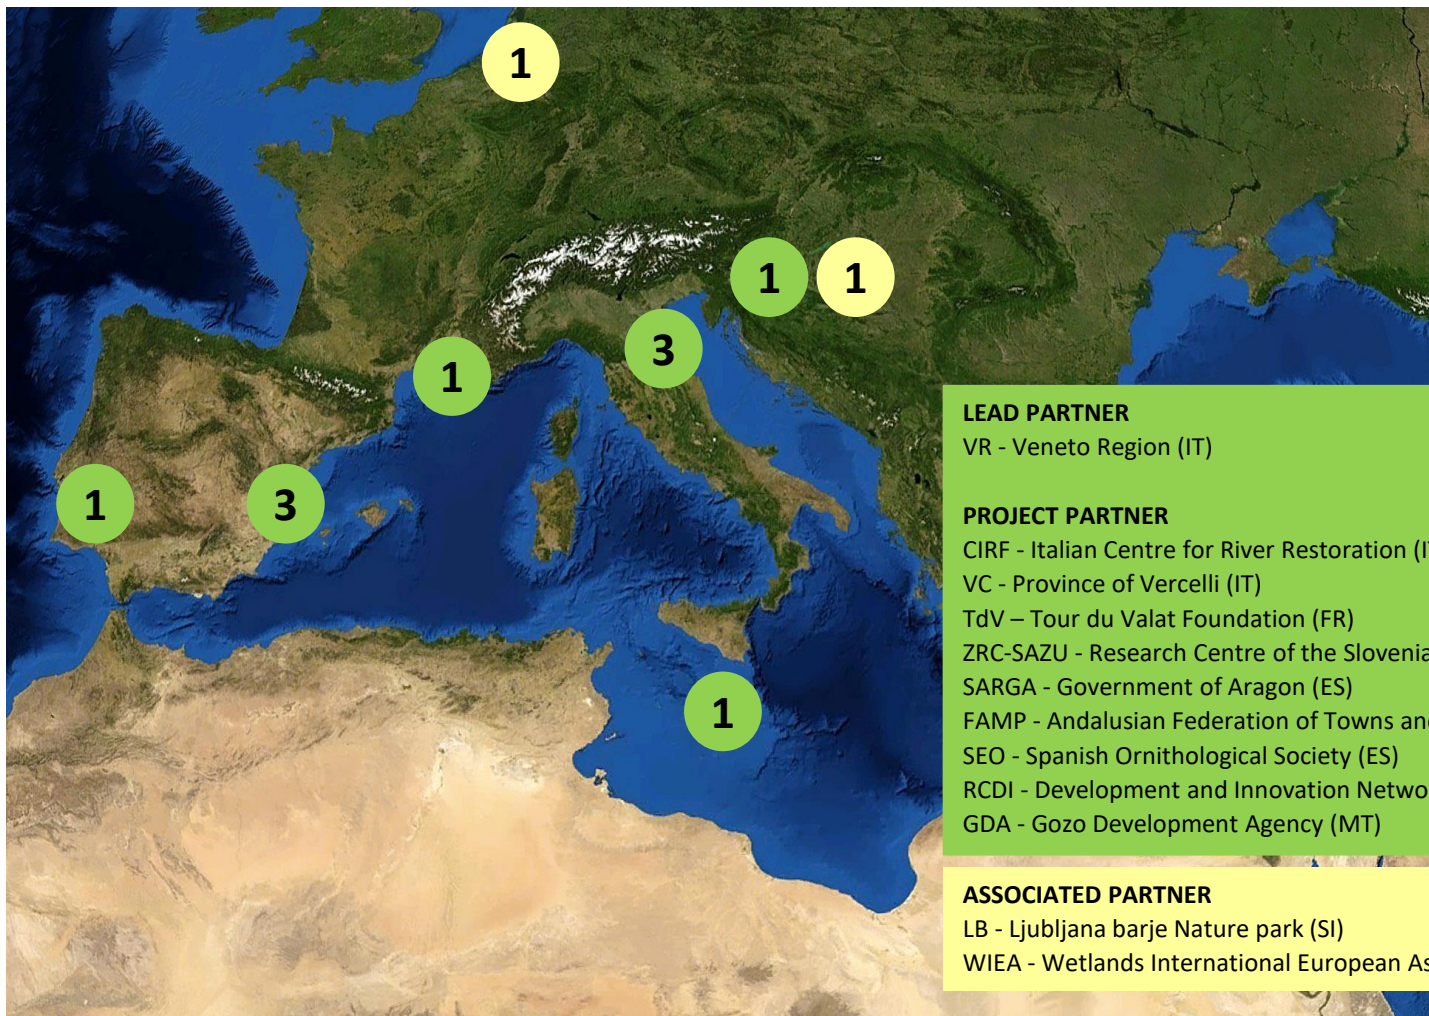 1
1
1
3
1
1
3
1
LEAD PARTNER
VR - Veneto Region (IT)
PROJECT PARTNER
CIRF - Italian Centre for River Restoration
VC - Province of Vercelli (IT)
TdV – Tour du Valat Foundation (FR)
ZRC-SAZU - Research Centre of the
SARGA - Government of Aragon (ES)
FAMP - Andalusian Federation of Towns
SEO - Spanish Ornithological Society (ES)
RCDI - Development and Innovation
GDA - Gozo Development Agency (MT)
ASSOCIATED PARTNER
LB - Ljubljana barje Nature park (SI)
WIEA - Wetlands International European